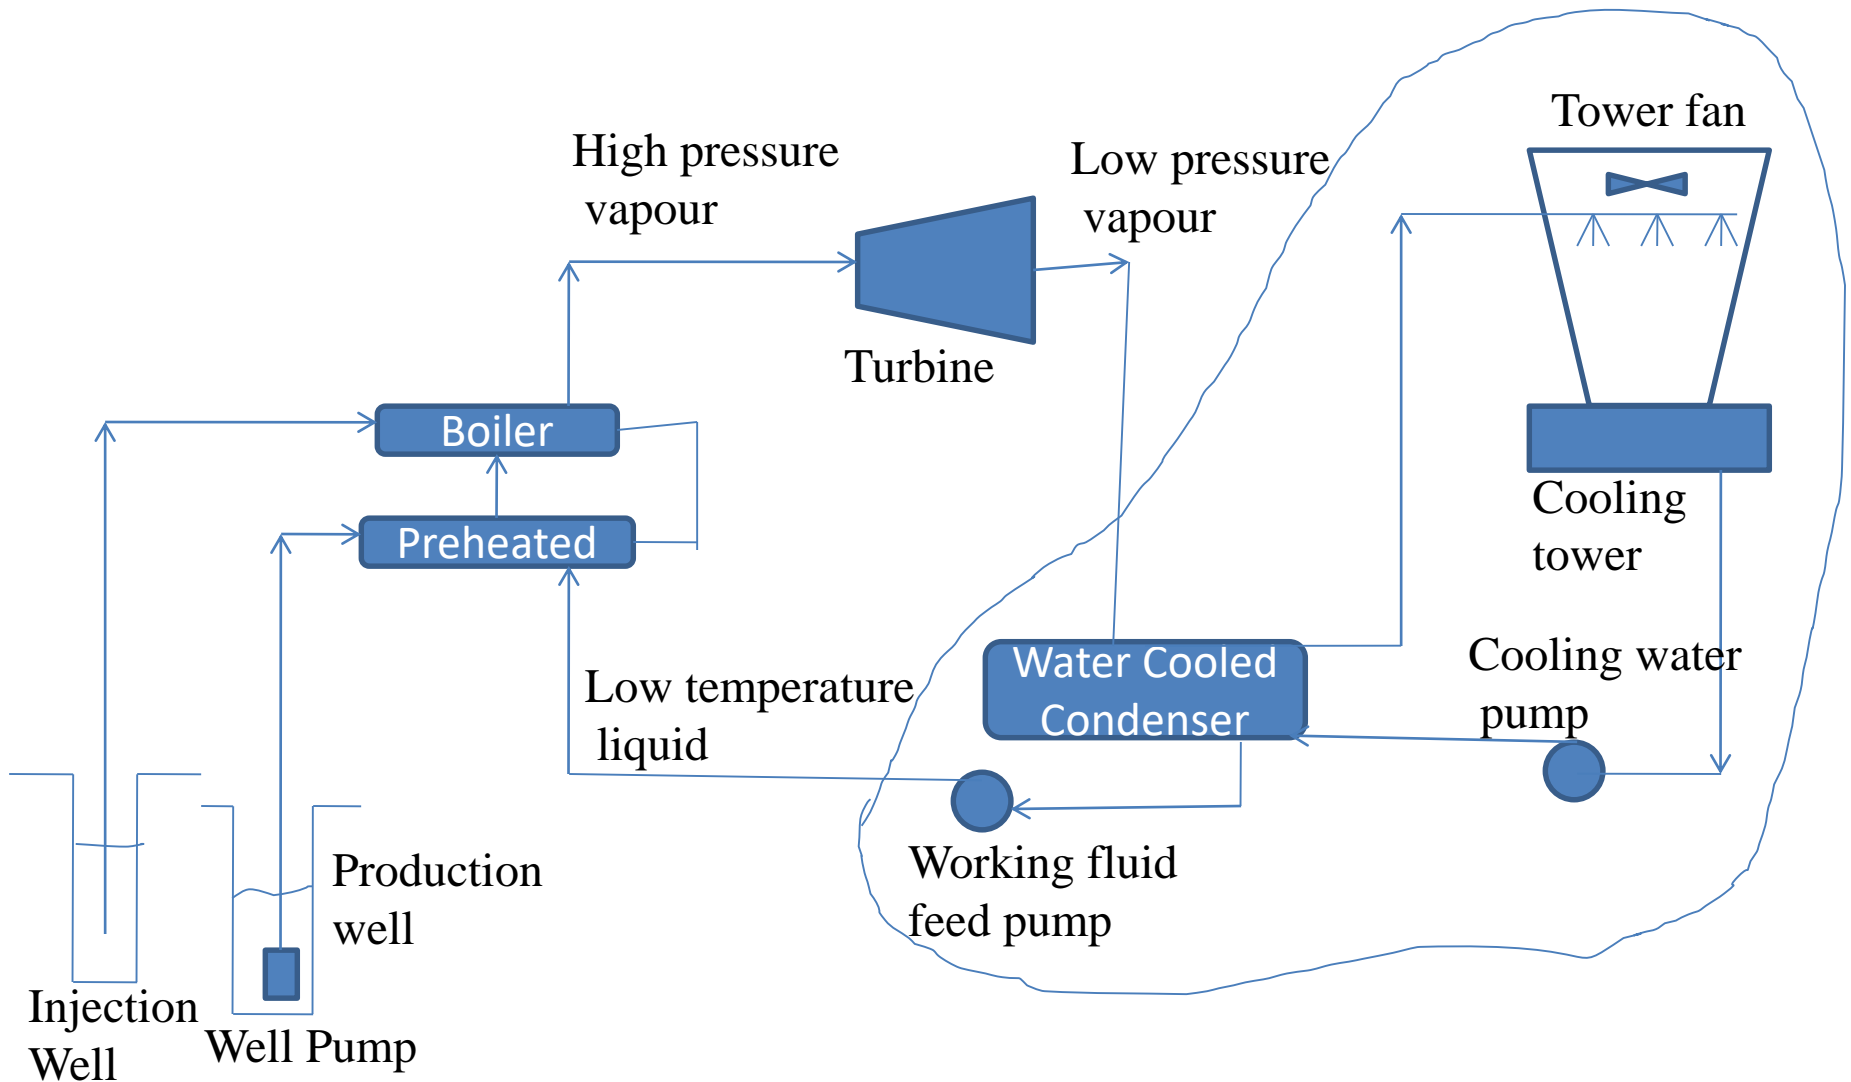 Tower fan
High pressure
vapour
Low pressure
vapour
Turbine
Boiler
Preheated
Cooling
tower
Water Cooled
Condenser
Cooling water
pump
Low temperature
liquid
Production
well
Working fluid
feed pump
Injection
Well
Well Pump